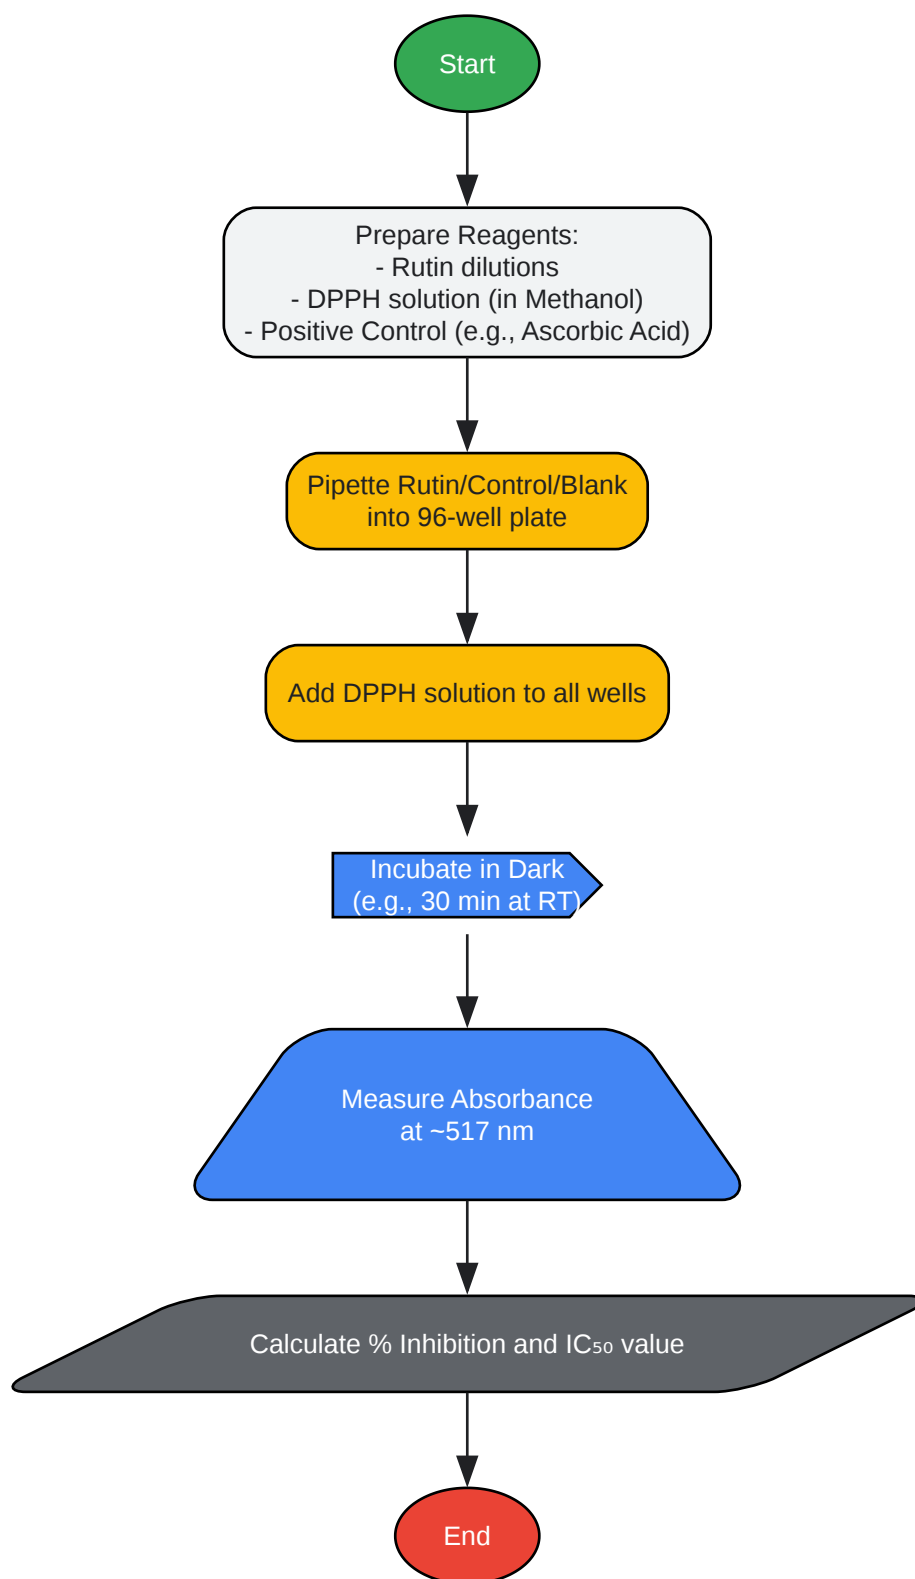 Start
Prepare Reagents:
- Rutin dilutions
- DPPH solution (in Methanol)
- Positive Control (e.g., Ascorbic Acid)
Pipette Rutin/Control/Blank
into 96-well plate
Add DPPH solution to all wells
Incubate in Dark
(e.g., 30 min at RT)
Measure Absorbance
at ~517 nm
Calculate % Inhibition and IC₅₀ value
End